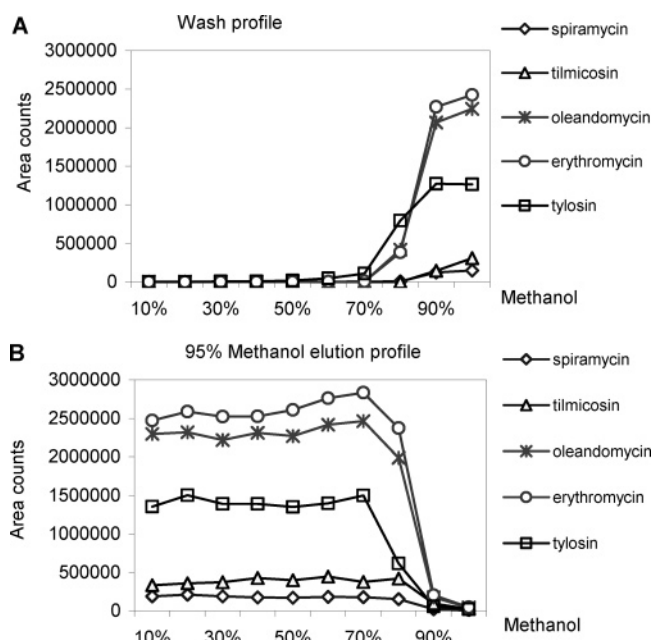 A
Wash profile
3000000
2500000
2000000
1500000
1000000
500000
0
Area counts
10% 30% 50% 70% 90%
Methanol
spiramycin
tilmicosin
oleandomycin
erythromycin
tylosin
B
95% Methanol elution profile
3000000
2500000
2000000
1500000
1000000
500000
0
Area counts
10% 30% 50% 70% 90%
Methanol
spiramycin
tilmicosin
oleandomycin
erythromycin
tylosin